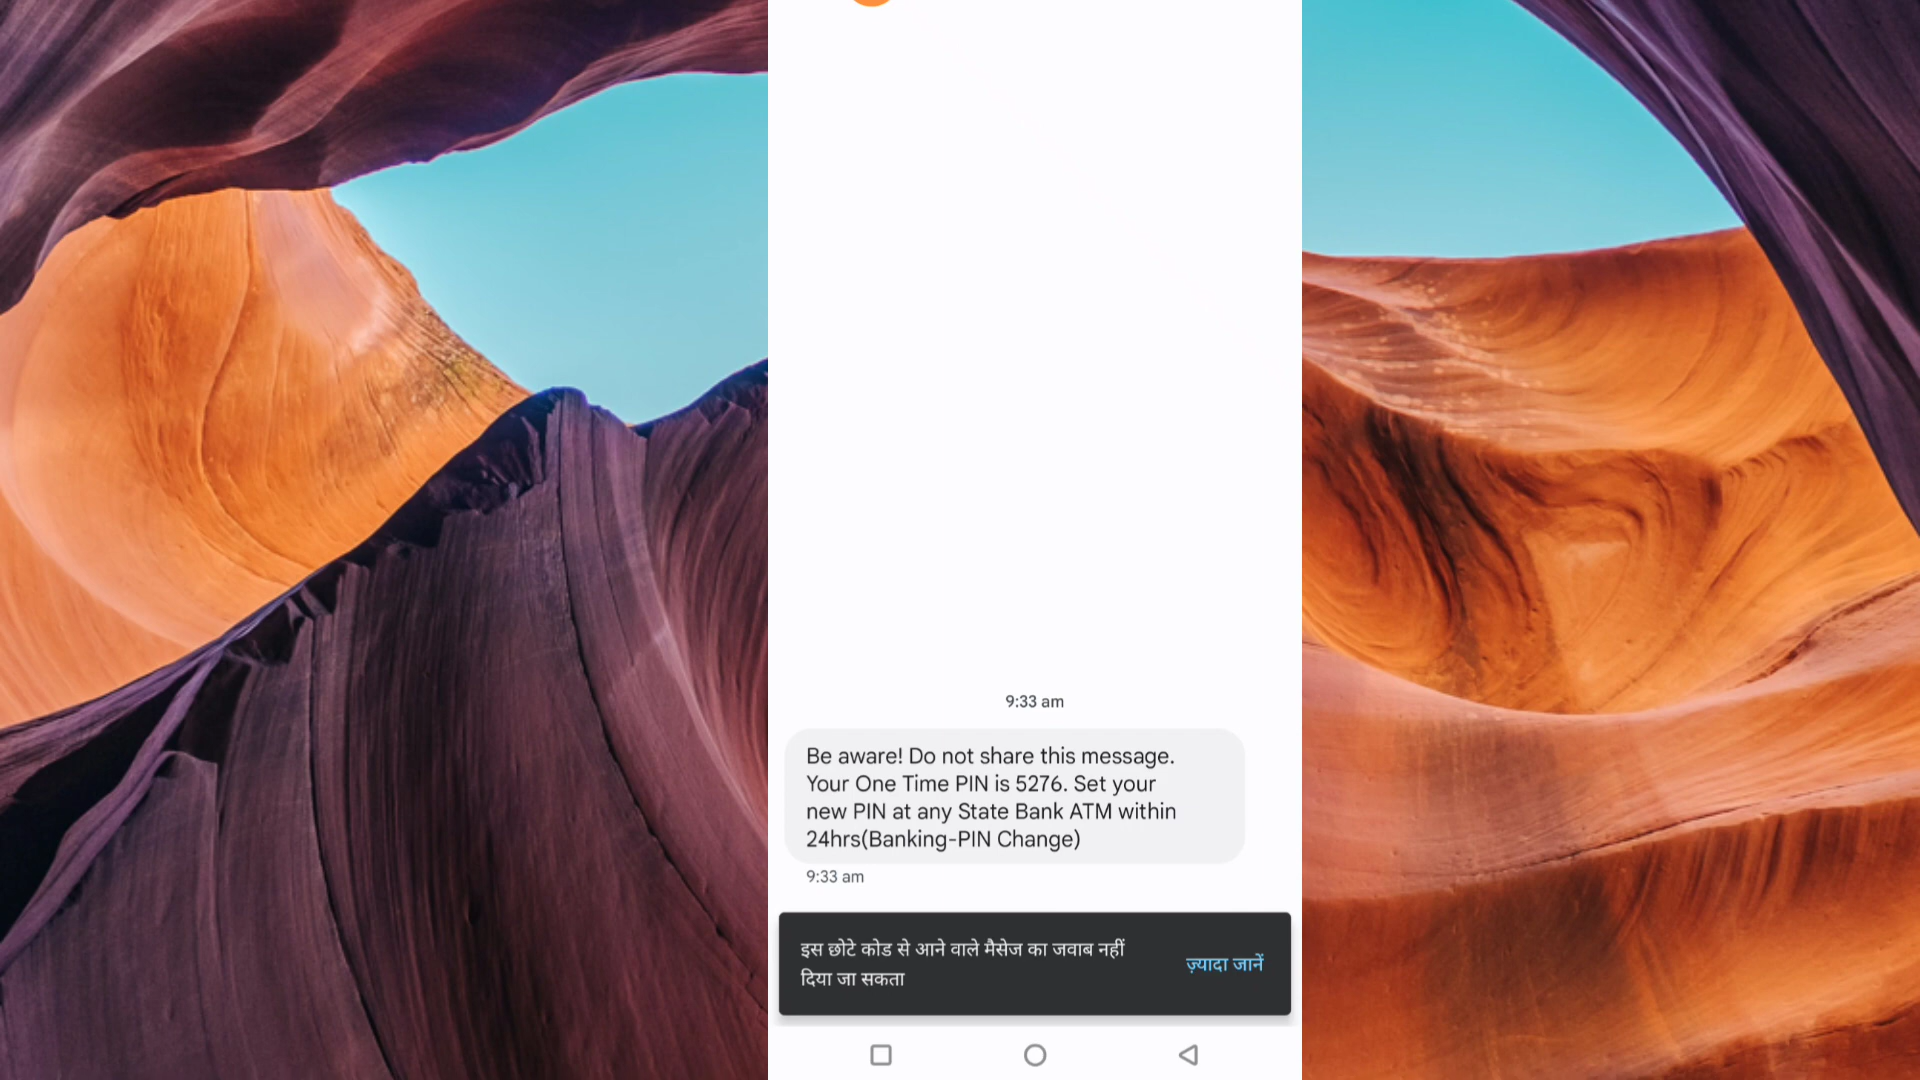 9:33 am
Be aware! Do not share this message.
Your One Time PIN is 5276. Set your
new PIN at any State Bank ATM within
24hrs(Banking-PIN Change)
9:33 am
इस छोटे कोड से आने वाले मैसेज का जवाब नहीं
दिया जा सकता
ज़्यादा जानें